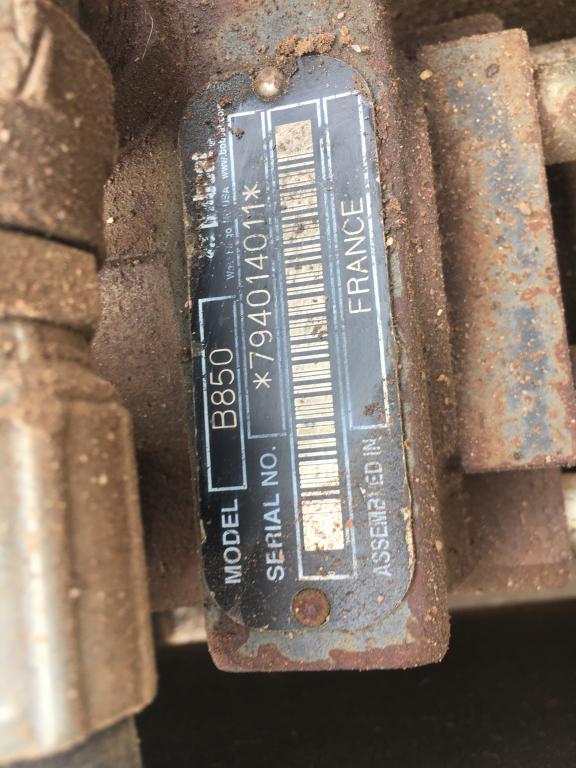 MODEL B850
SERIAL NO. *794014011*
ASSEMBLED IN FRANCE